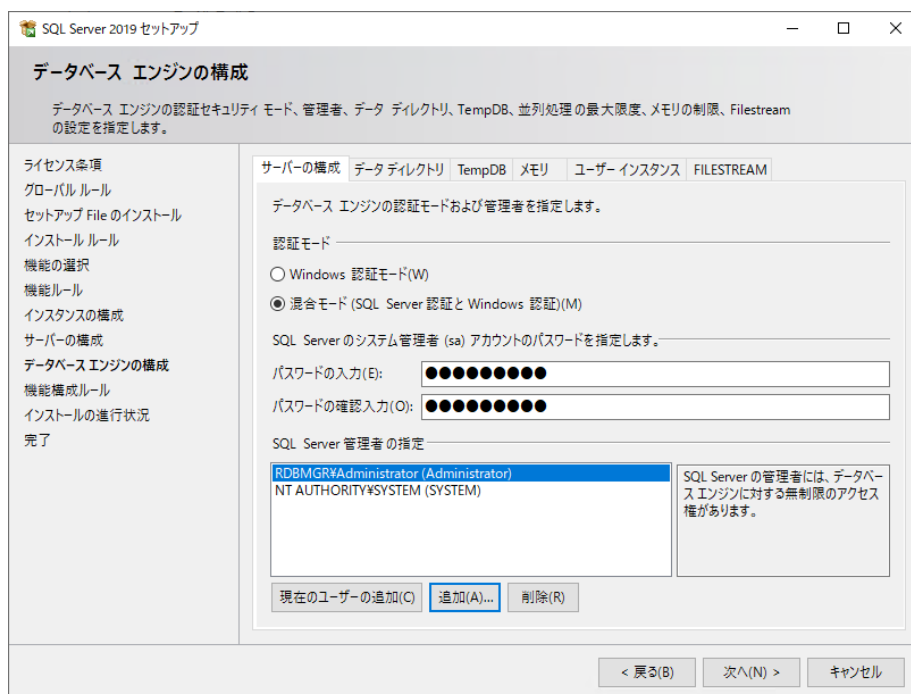 SQL Server 2019 セットアップ
データベース エンジンの構成
データベース エンジンの認証セキュリティ モード、管理者、データ ディレクトリ、TempDB、並列処理の最大限度、メモリの制限、Filestream
の設定を指定します。
ライセンス条項
グローバル ルール
セットアップ File のインストール
インストール ルール
機能の選択
機能ルール
インスタンスの構成
サーバーの構成
データベース エンジンの構成
機能構成ルール
インストールの進行状況
完了
サーバーの構成 データ ディレクトリ TempDB メモリ ユーザー インスタンス FILESTREAM
データベース エンジンの認証モードおよび管理者を指定します。
認証モード
Windows 認証モード(W)
混合モード (SQL Server 認証と Windows 認証)(M)
SQL Server のシステム管理者 (sa) アカウントのパスワードを指定します。
パスワードの入力(E): ●●●●●●●●●
パスワードの確認入力(O): ●●●●●●●●●
SQL Server 管理者の指定
RDBMGR¥Administrator (Administrator)
NT AUTHORITY¥SYSTEM (SYSTEM)
SQL Server の管理者には、データベー
ス エンジンに対する無制限のアクセス
権があります。
現在のユーザーの追加(C) 追加(A)... 削除(R)
< 戻る(B) 次へ(N) > キャンセル